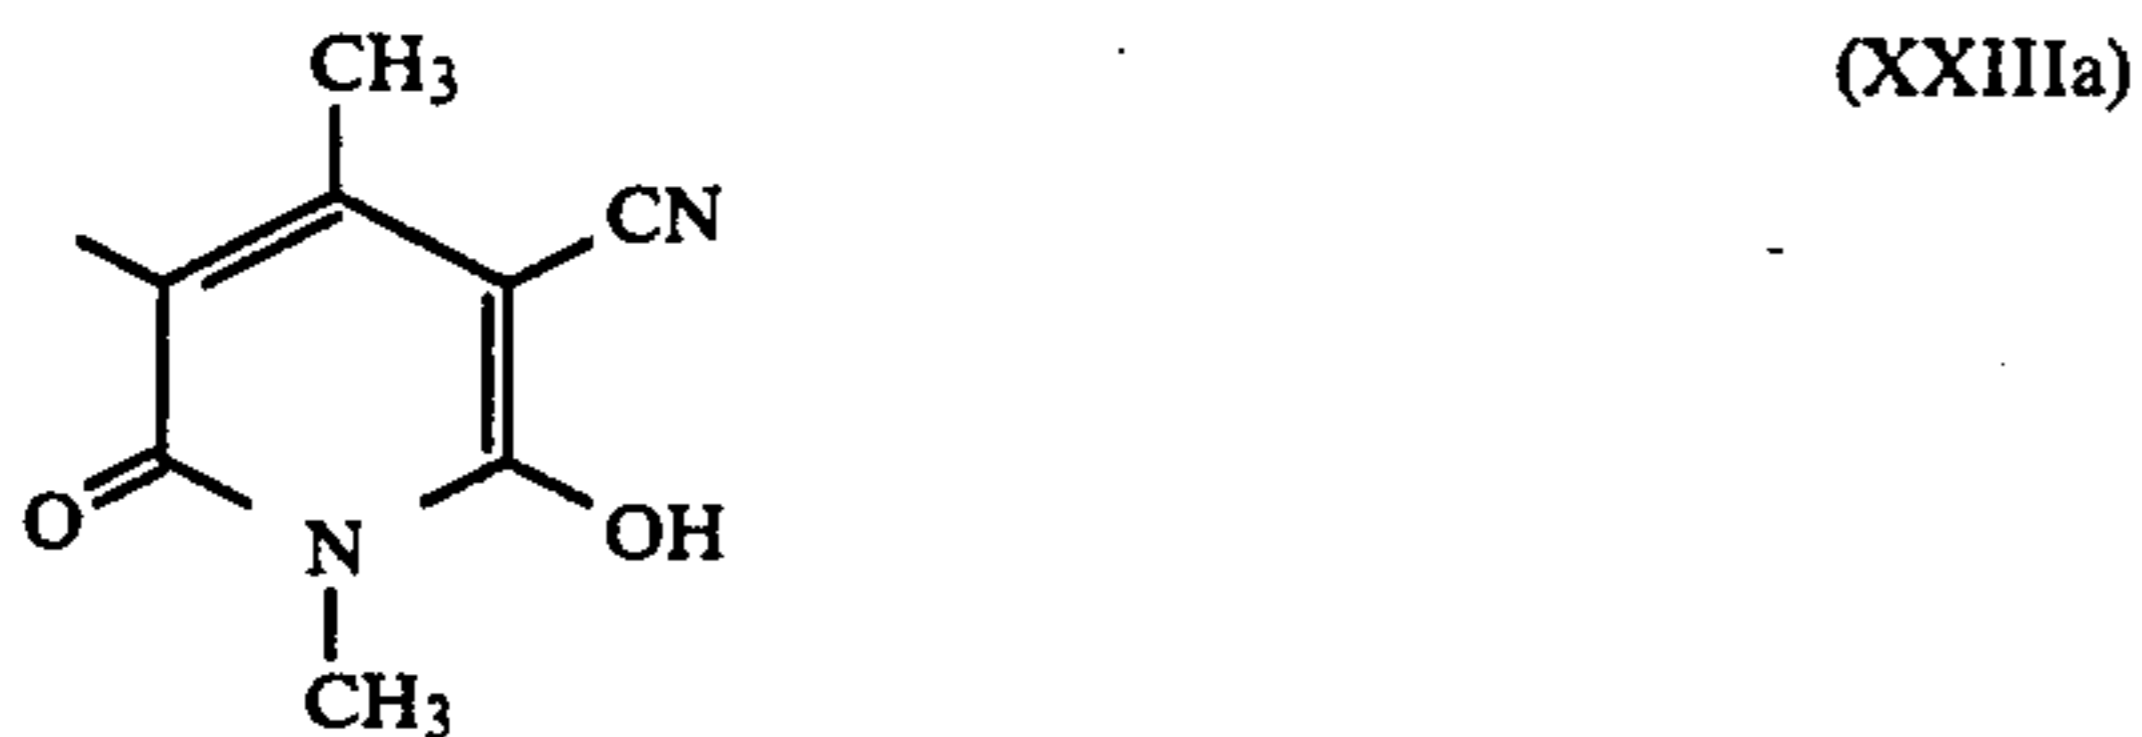 CH₃ (XXIIIa)
CN
O
N
OH
CH₃